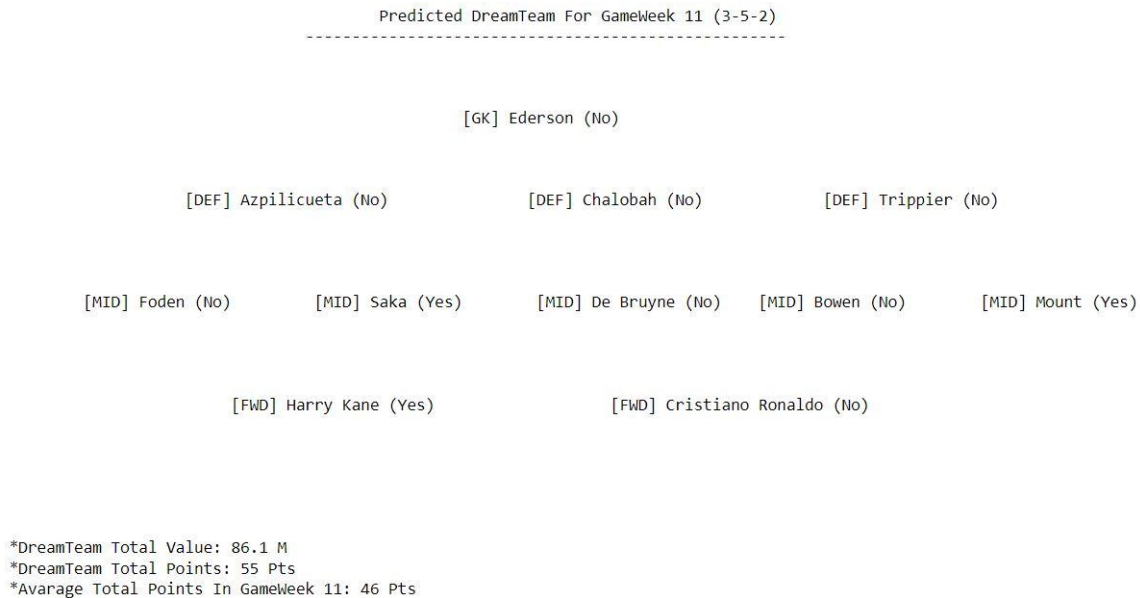 Predicted DreamTeam For GameWeek 11 (3-5-2)
----------------------------------------------------
[GK] Ederson (No)
[DEF] Azpilicueta (No) [DEF] Chalobah (No) [DEF] Trippier (No)
[MID] Foden (No) [MID] Saka (Yes) [MID] De Bruyne (No) [MID] Bowen (No) [MID] Mount (Yes)
[FWD] Harry Kane (Yes) [FWD] Cristiano Ronaldo (No)
*DreamTeam Total Value: 86.1 M
*DreamTeam Total Points: 55 Pts
*Avarage Total Points In GameWeek 11: 46 Pts